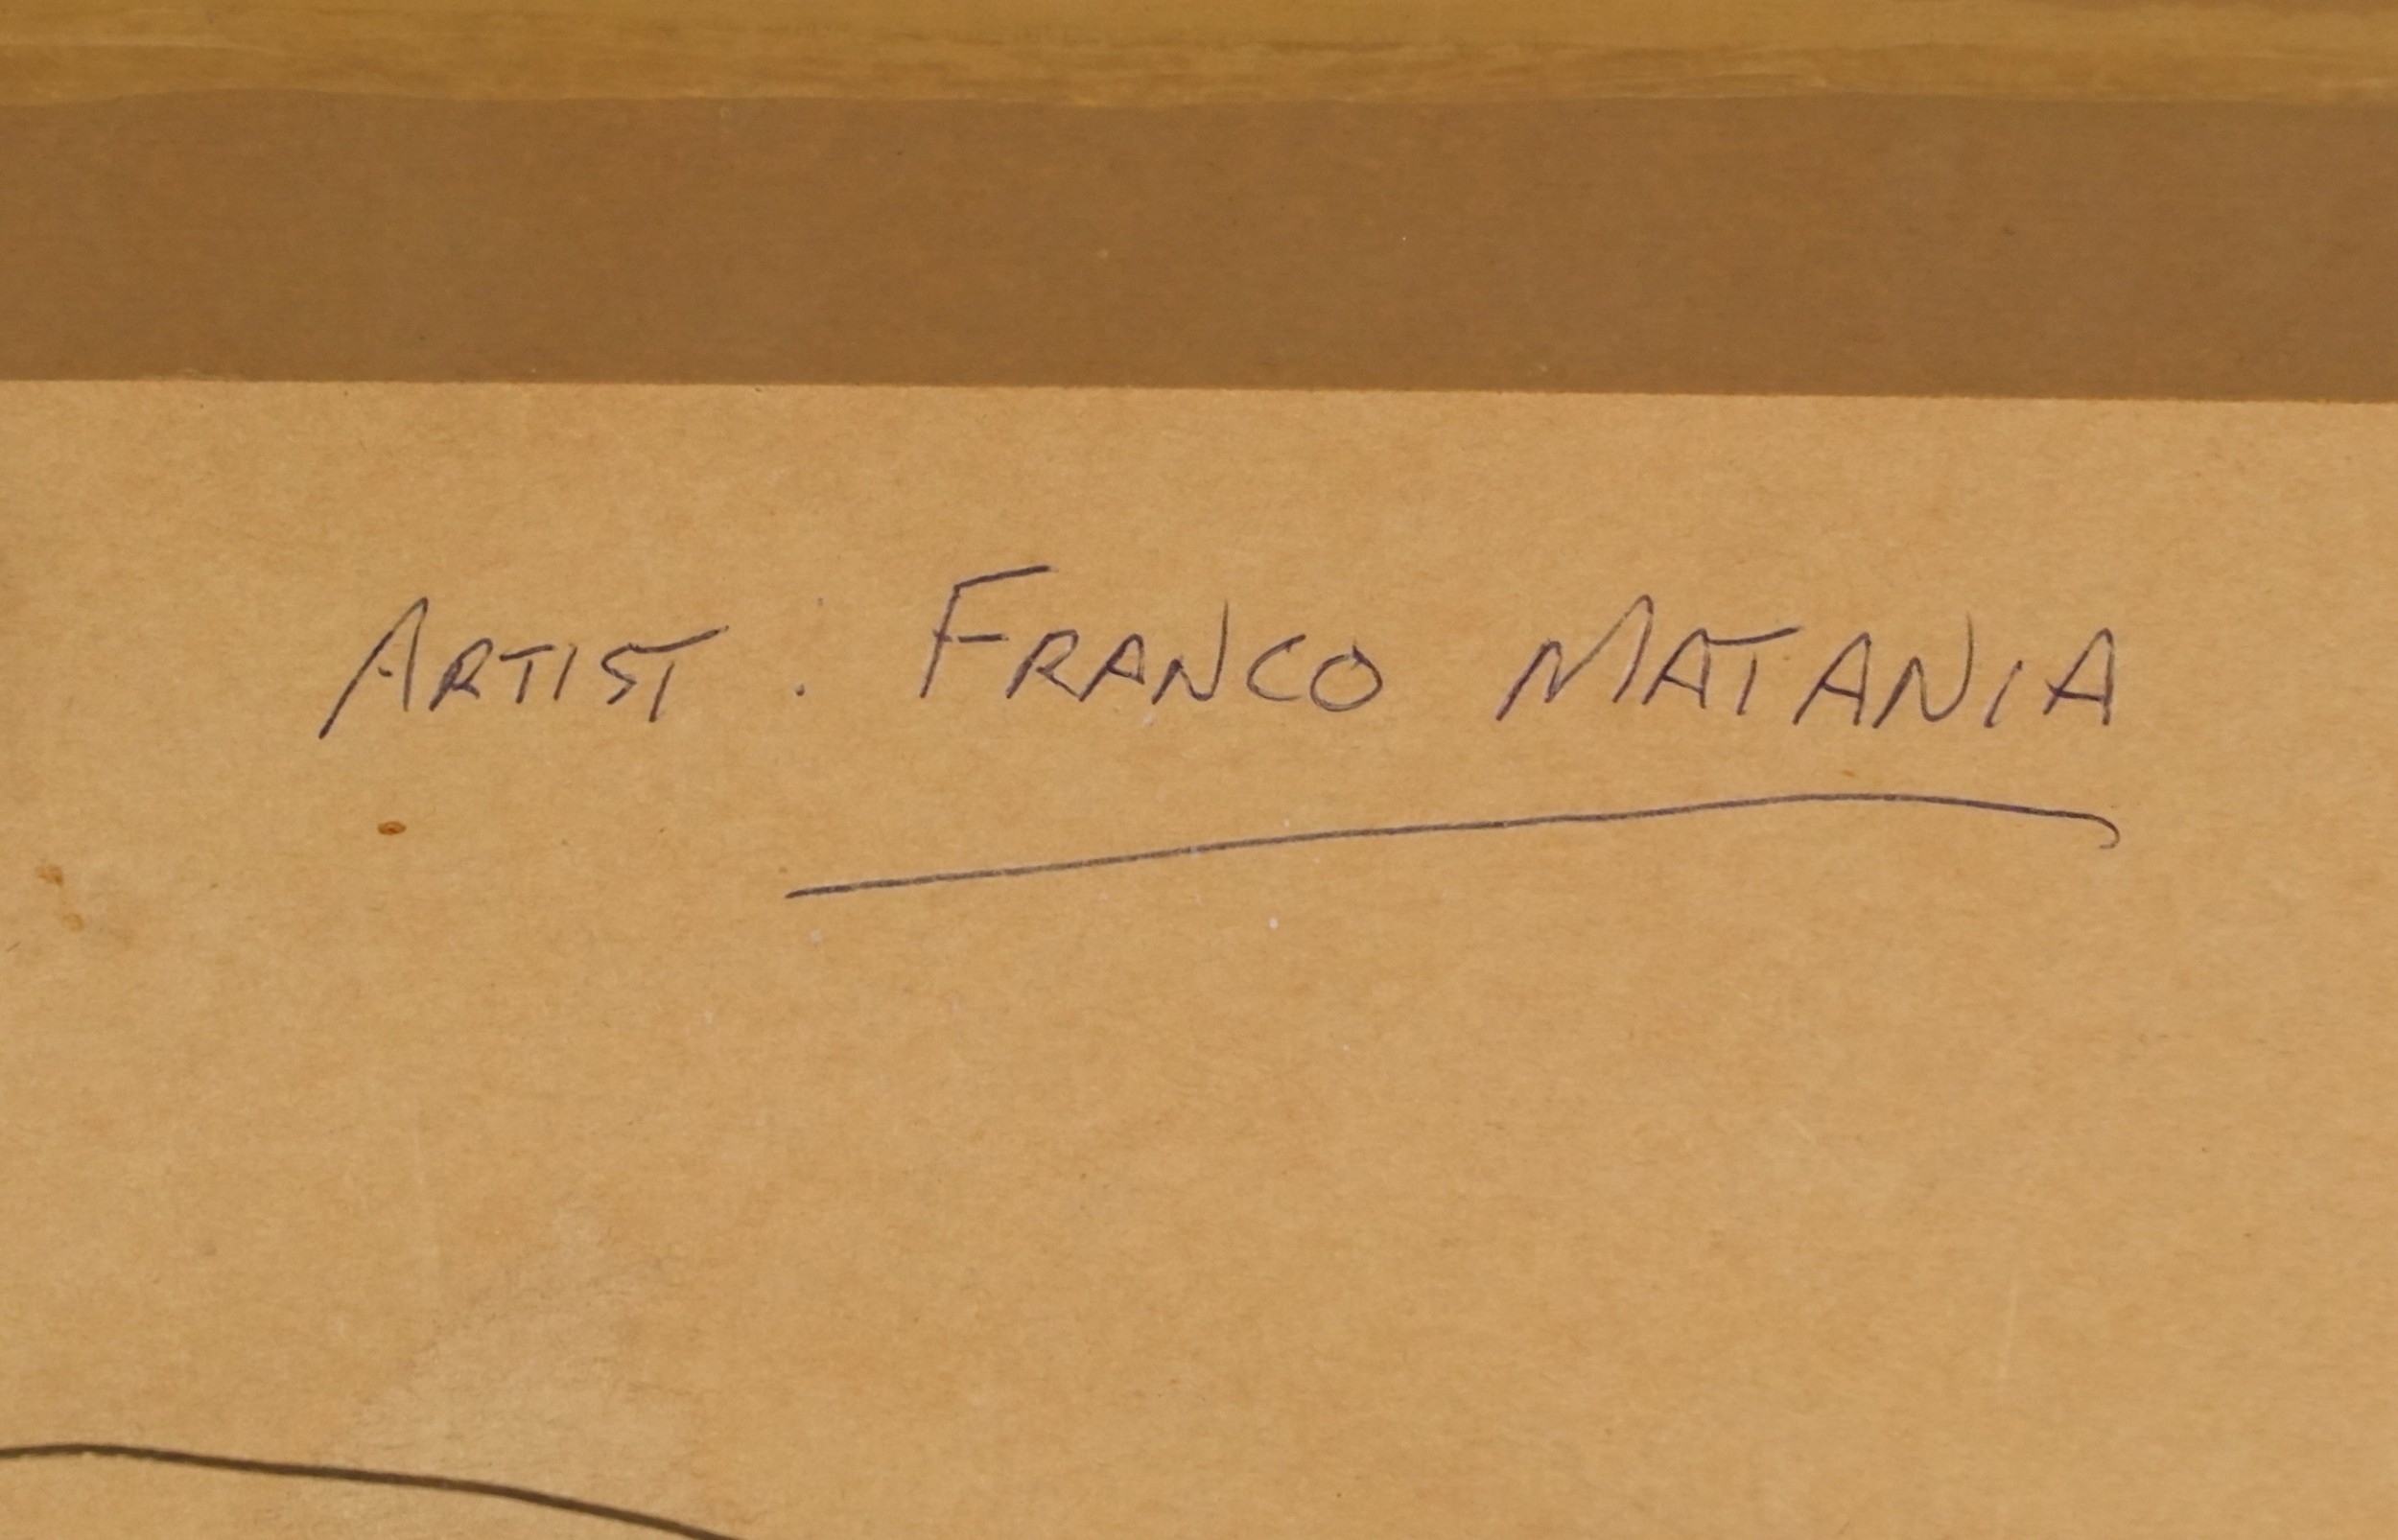 ARTIST : FRANCO MATANIA